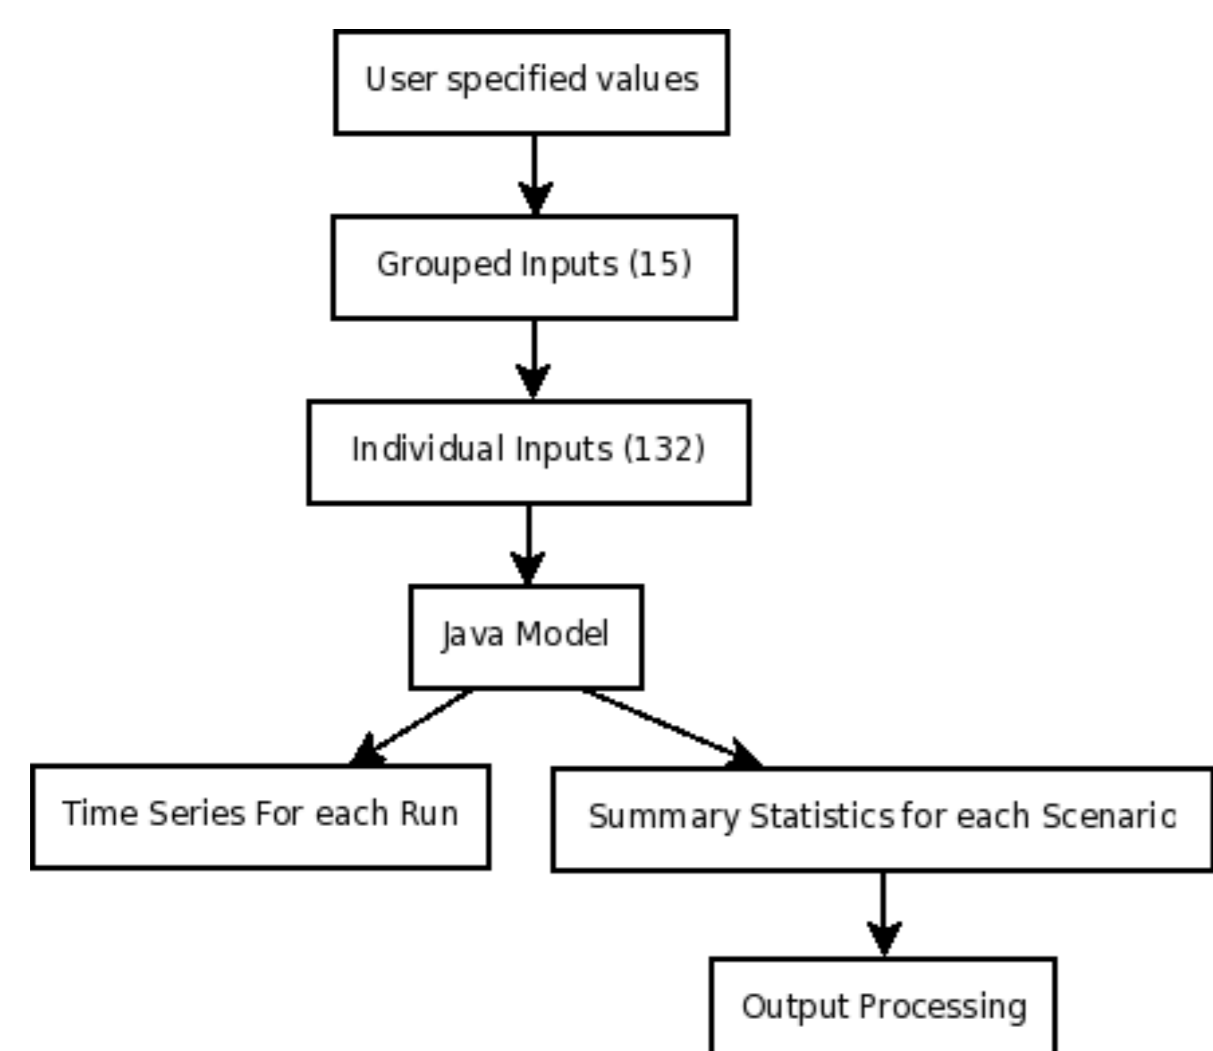 User specified values
Grouped Inputs (15)
Individual Inputs (132)
Java Model
Time Series For each Run
Summary Statistics for each Scenario
Output Processing